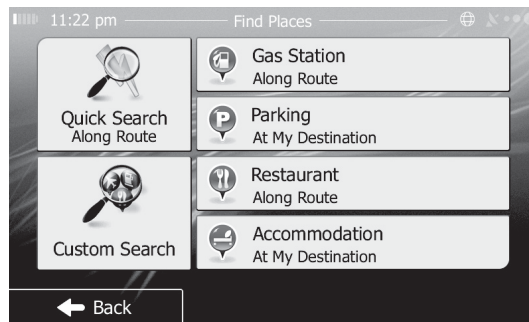 11:22 pm
Find Places
Quick Search
Along Route
Custom Search
Gas Station
Along Route
P
Parking
At My Destination
Restaurant
Along Route
Accommodation
At My Destination
Back